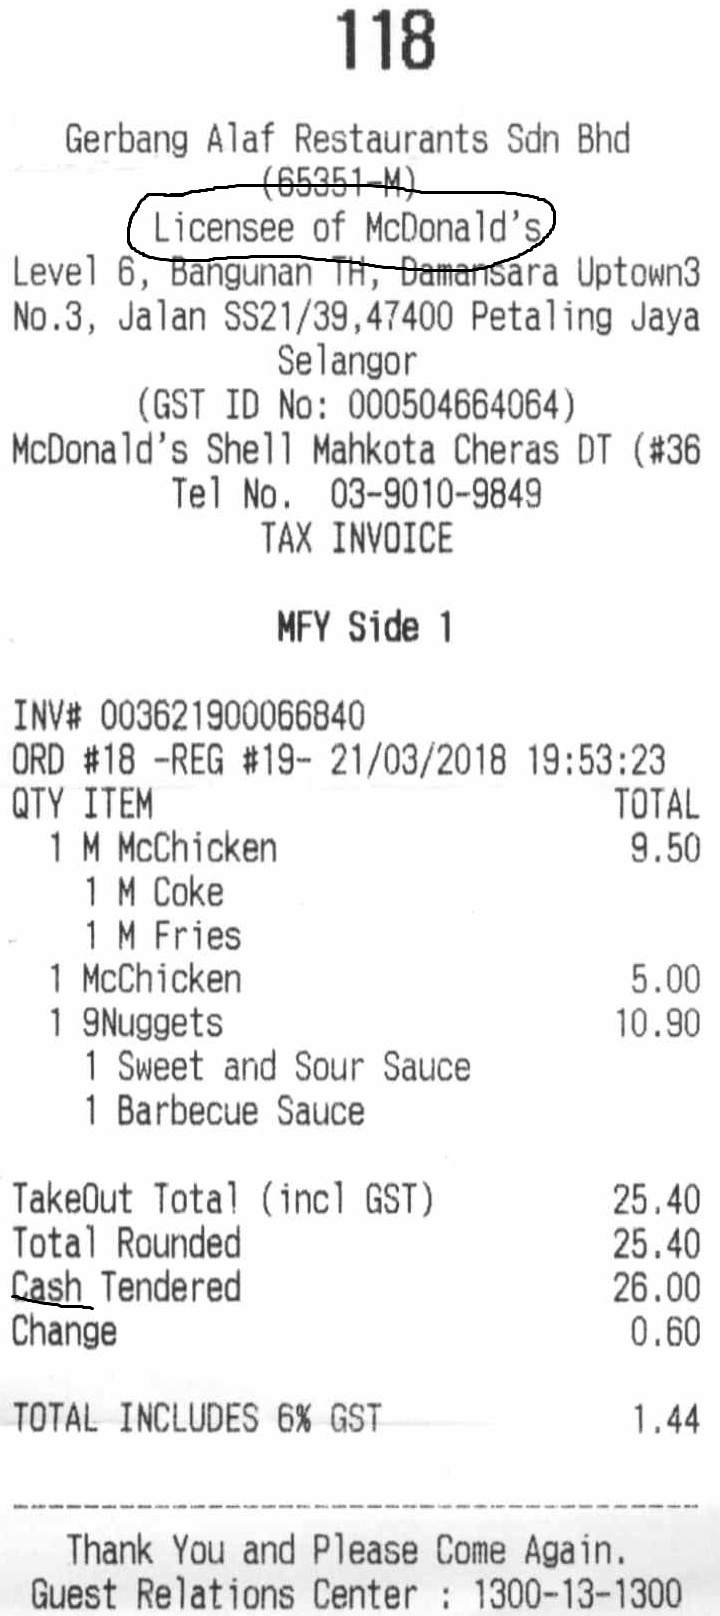 118
Gerbang Alaf Restaurants Sdn Bhd
(65351-M)
Licensee of McDonald's
Level 6, Bangunan TH, Damansara Uptown3
No.3, Jalan SS21/39,47400 Petaling Jaya
Selangor
(GST ID No: 000504664064)
McDonald's Shell Mahkota Cheras DT (#36
Tel No.  03-9010-9849
TAX INVOICE
MFY Side 1
INV# 003621900066840
ORD #18 -REG #19- 21/03/2018 19:53:23
QTY ITEM TOTAL
1 M McChicken 9.50
1 M Coke
1 M Fries
1 McChicken 5.00
1 9Nuggets 10.90
1 Sweet and Sour Sauce
1 Barbecue Sauce
TakeOut Total (incl GST) 25.40
Total Rounded 25.40
Cash Tendered 26.00
Change 0.60
TOTAL INCLUDES 6% GST 1.44
Thank You and Please Come Again.
Guest Relations Center : 1300-13-1300